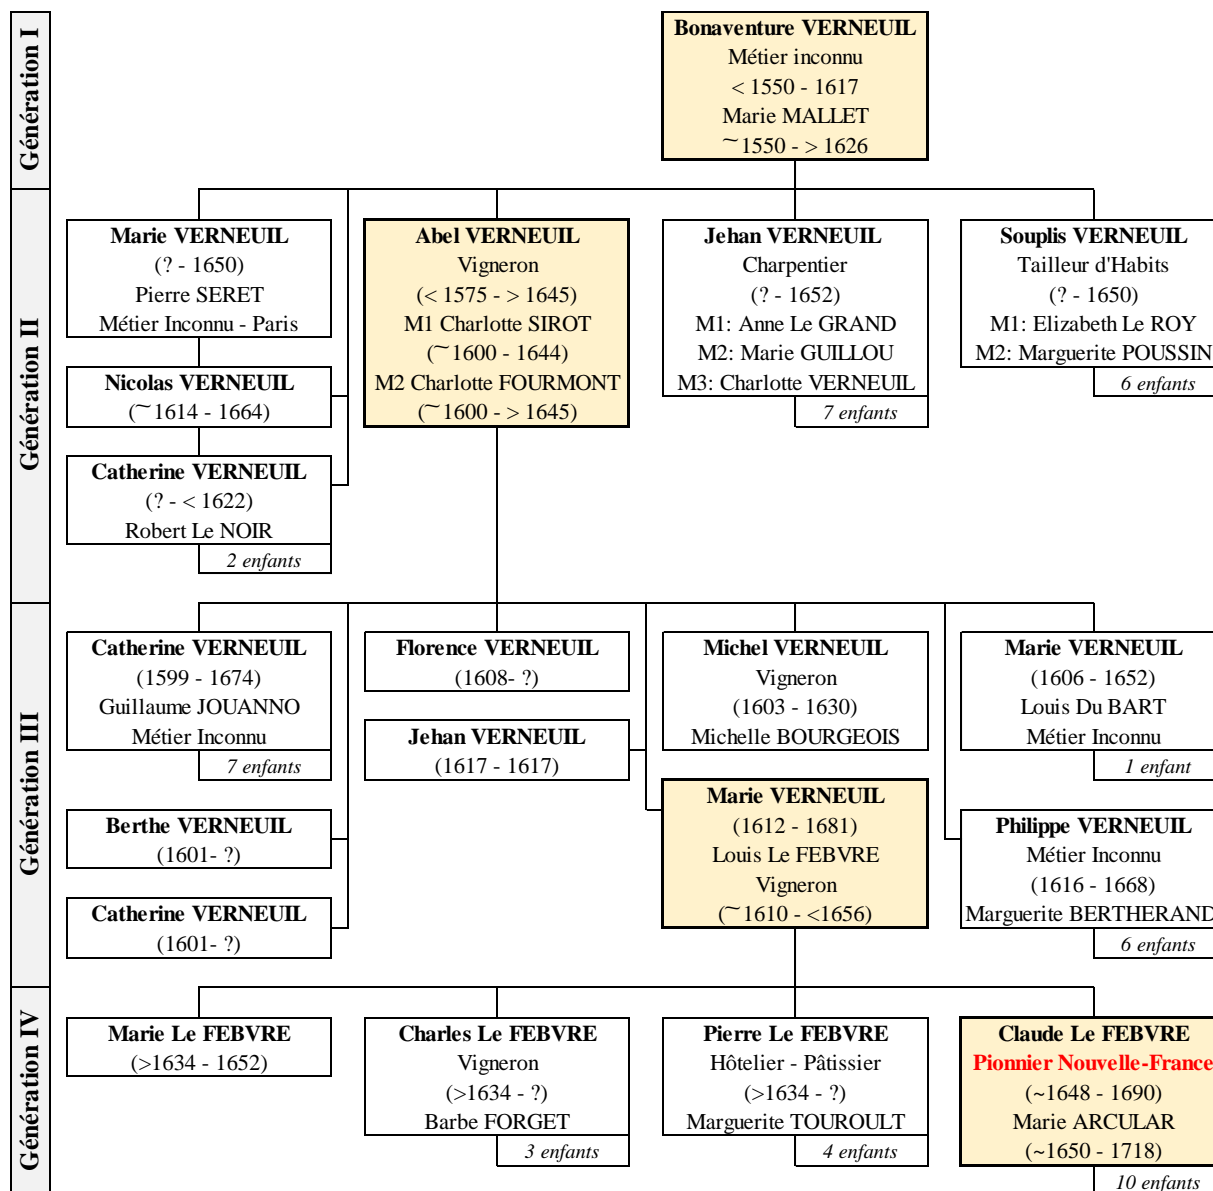 Génération I
Bonaventure VERNEUIL
Métier inconnu
< 1550 - 1617
Marie MALLET
~1550 - > 1626
Génération II
Marie VERNEUIL
(? - 1650)
Pierre SERET
Métier Inconnu - Paris
Nicolas VERNEUIL
(~1614 - 1664)
Catherine VERNEUIL
(? - < 1622)
Robert Le NOIR
2 enfants
Abel VERNEUIL
Vigneron
(< 1575 - > 1645)
M1 Charlotte SIROT
(~1600 - 1644)
M2 Charlotte FOURMONT
(~1600 - > 1645)
Jehan VERNEUIL
Charpentier
(? - 1652)
M1: Anne Le GRAND
M2: Marie GUILLOU
M3: Charlotte VERNEUIL
7 enfants
Souplis VERNEUIL
Tailleur d'Habits
(? - 1650)
M1: Elizabeth Le ROY
M2: Marguerite POUSSIN
6 enfants
Génération III
Catherine VERNEUIL
(1599 - 1674)
Guillaume JOUANNO
Métier Inconnu
7 enfants
Berthe VERNEUIL
(1601- ?)
Catherine VERNEUIL
(1601- ?)
Florence VERNEUIL
(1608- ?)
Jehan VERNEUIL
(1617 - 1617)
Michel VERNEUIL
Vigneron
(1603 - 1630)
Michelle BOURGEOIS
Marie VERNEUIL
(1612 - 1681)
Louis Le FEBVRE
Vigneron
(~1610 - <1656)
Marie VERNEUIL
(1606 - 1652)
Louis Du BART
Métier Inconnu
1 enfant
Philippe VERNEUIL
Métier Inconnu
(1616 - 1668)
Marguerite BERTHERAND
6 enfants
Génération IV
Marie Le FEBVRE
(>1634 - 1652)
Charles Le FEBVRE
Vigneron
(>1634 - ?)
Barbe FORGET
3 enfants
Pierre Le FEBVRE
Hôtelier - Pâtissier
(>1634 - ?)
Marguerite TOUROULT
4 enfants
Claude Le FEBVRE
Pionnier Nouvelle-France
(~1648 - 1690)
Marie ARCULAR
(~1650 - 1718)
10 enfants